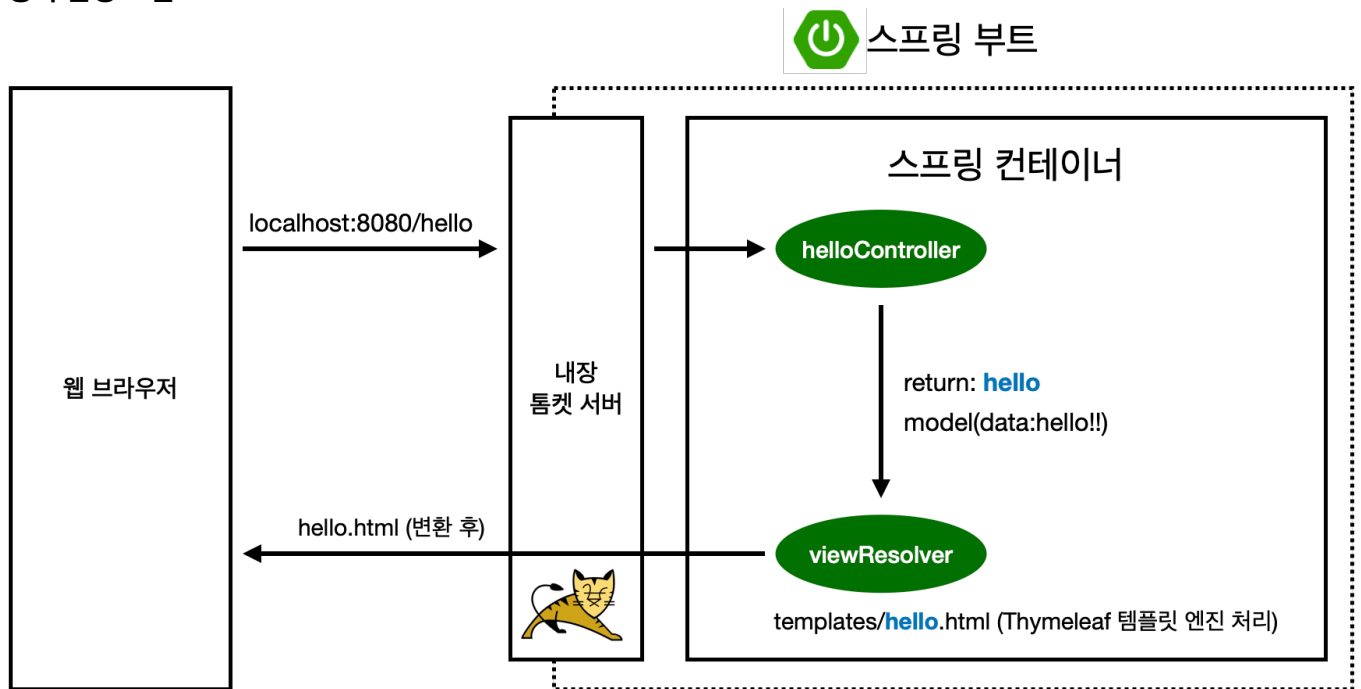 스프링 부트
스프링 컨테이너
localhost:8080/hello
helloController
웹 브라우저
내장
톰켓 서버
return: hello
model(data:hello!!)
hello.html (변환 후)
viewResolver
templates/hello.html (Thymeleaf 템플릿 엔진 처리)